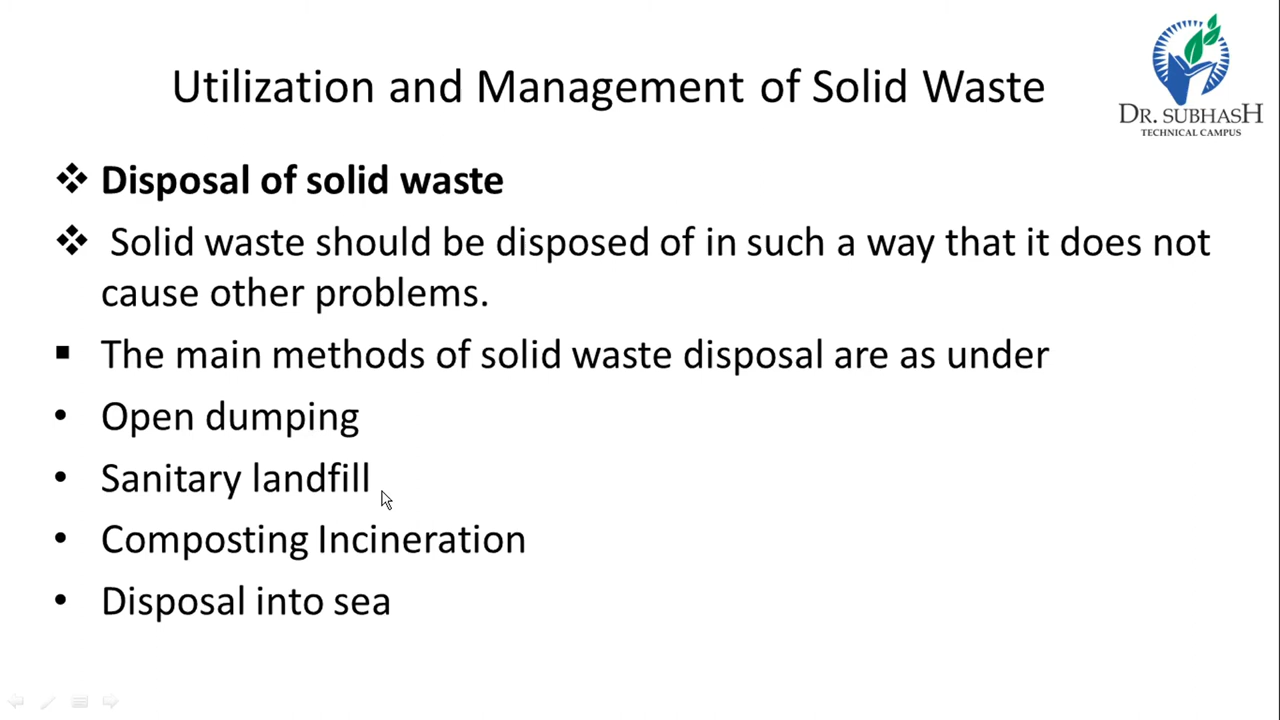 Utilization and Management of Solid Waste
DR. SUBHASH
TECHNICAL CAMPUS
❖ Disposal of solid waste
❖ Solid waste should be disposed of in such a way that it does not
cause other problems.
▪ The main methods of solid waste disposal are as under
• Open dumping
• Sanitary landfill
• Composting Incineration
• Disposal into sea